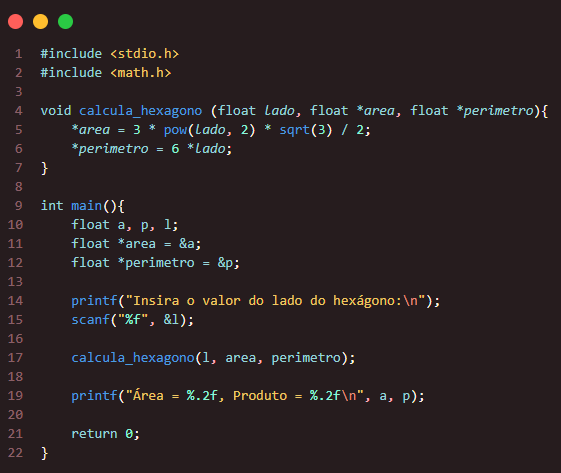 1 #include <stdio.h>
2 #include <math.h>
3
4 void calcula_hexagono (float lado, float *area, float *perimetro){
5     *area = 3 * pow(lado, 2) * sqrt(3) / 2;
6     *perimetro = 6 *lado;
7 }
8
9 int main(){
10     float a, p, l;
11     float *area = &a;
12     float *perimetro = &p;
13
14     printf("Insira o valor do lado do hexágono:\n");
15     scanf("%f", &l);
16
17     calcula_hexagono(l, area, perimetro);
18
19     printf("Área = %.2f, Produto = %.2f\n", a, p);
20
21     return 0;
22 }